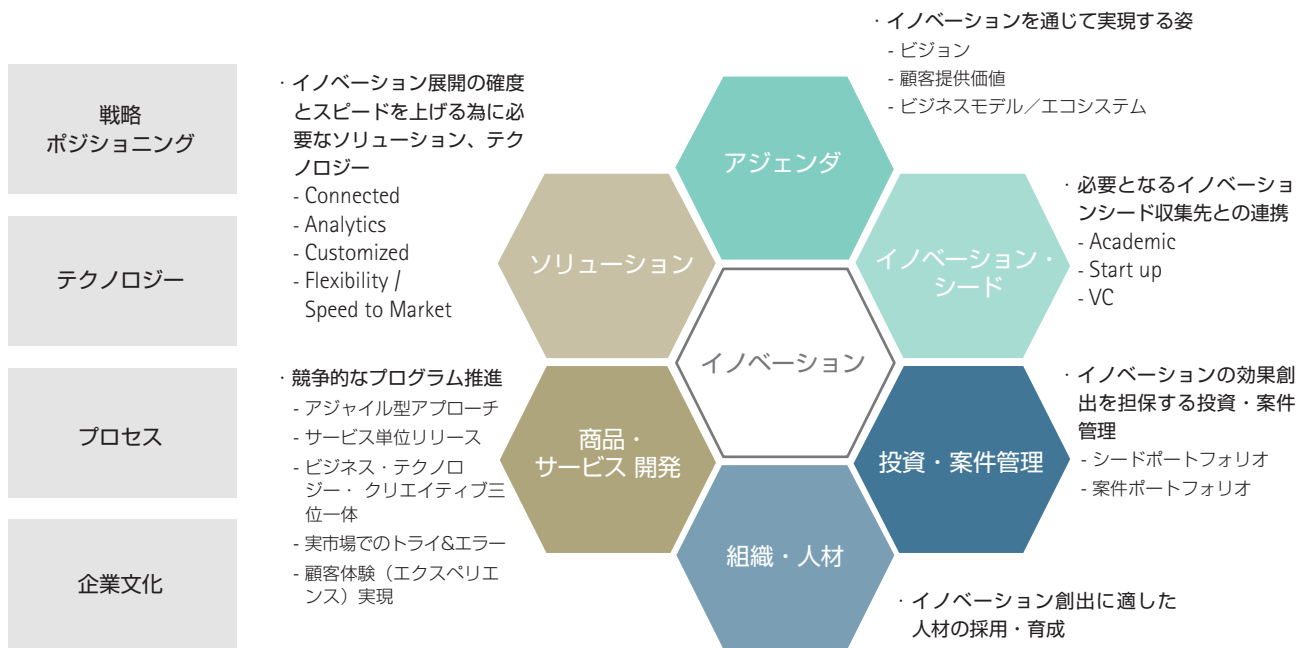 戦略
ポジショニング
テクノロジー
プロセス
企業文化
· イノベーション展開の確度
とスピードを上げる為に必
要なソリューション、テク
ノロジー
- Connected
- Analytics
- Customized
- Flexibility /
Speed to Market
· 競争的なプログラム推進
- アジャイル型アプローチ
- サービス単位リリース
- ビジネス・テクノロ
ジー・ クリエイティブ三
位一体
- 実市場でのトライ&エラー
- 顧客体験（エクスペリエ
ンス）実現
アジェンダ
ソリューション
イノベーション・
シード
イノベーション
商品・
サービス 開発
投資・案件管理
組織・人材
· イノベーションを通じて実現する姿
- ビジョン
- 顧客提供価値
- ビジネスモデル／エコシステム
· 必要となるイノベーショ
ンシード収集先との連携
- Academic
- Start up
- VC
· イノベーションの効果創
出を担保する投資・案件
管理
- シードポートフォリオ
- 案件ポートフォリオ
· イノベーション創出に適した
人材の採用・育成